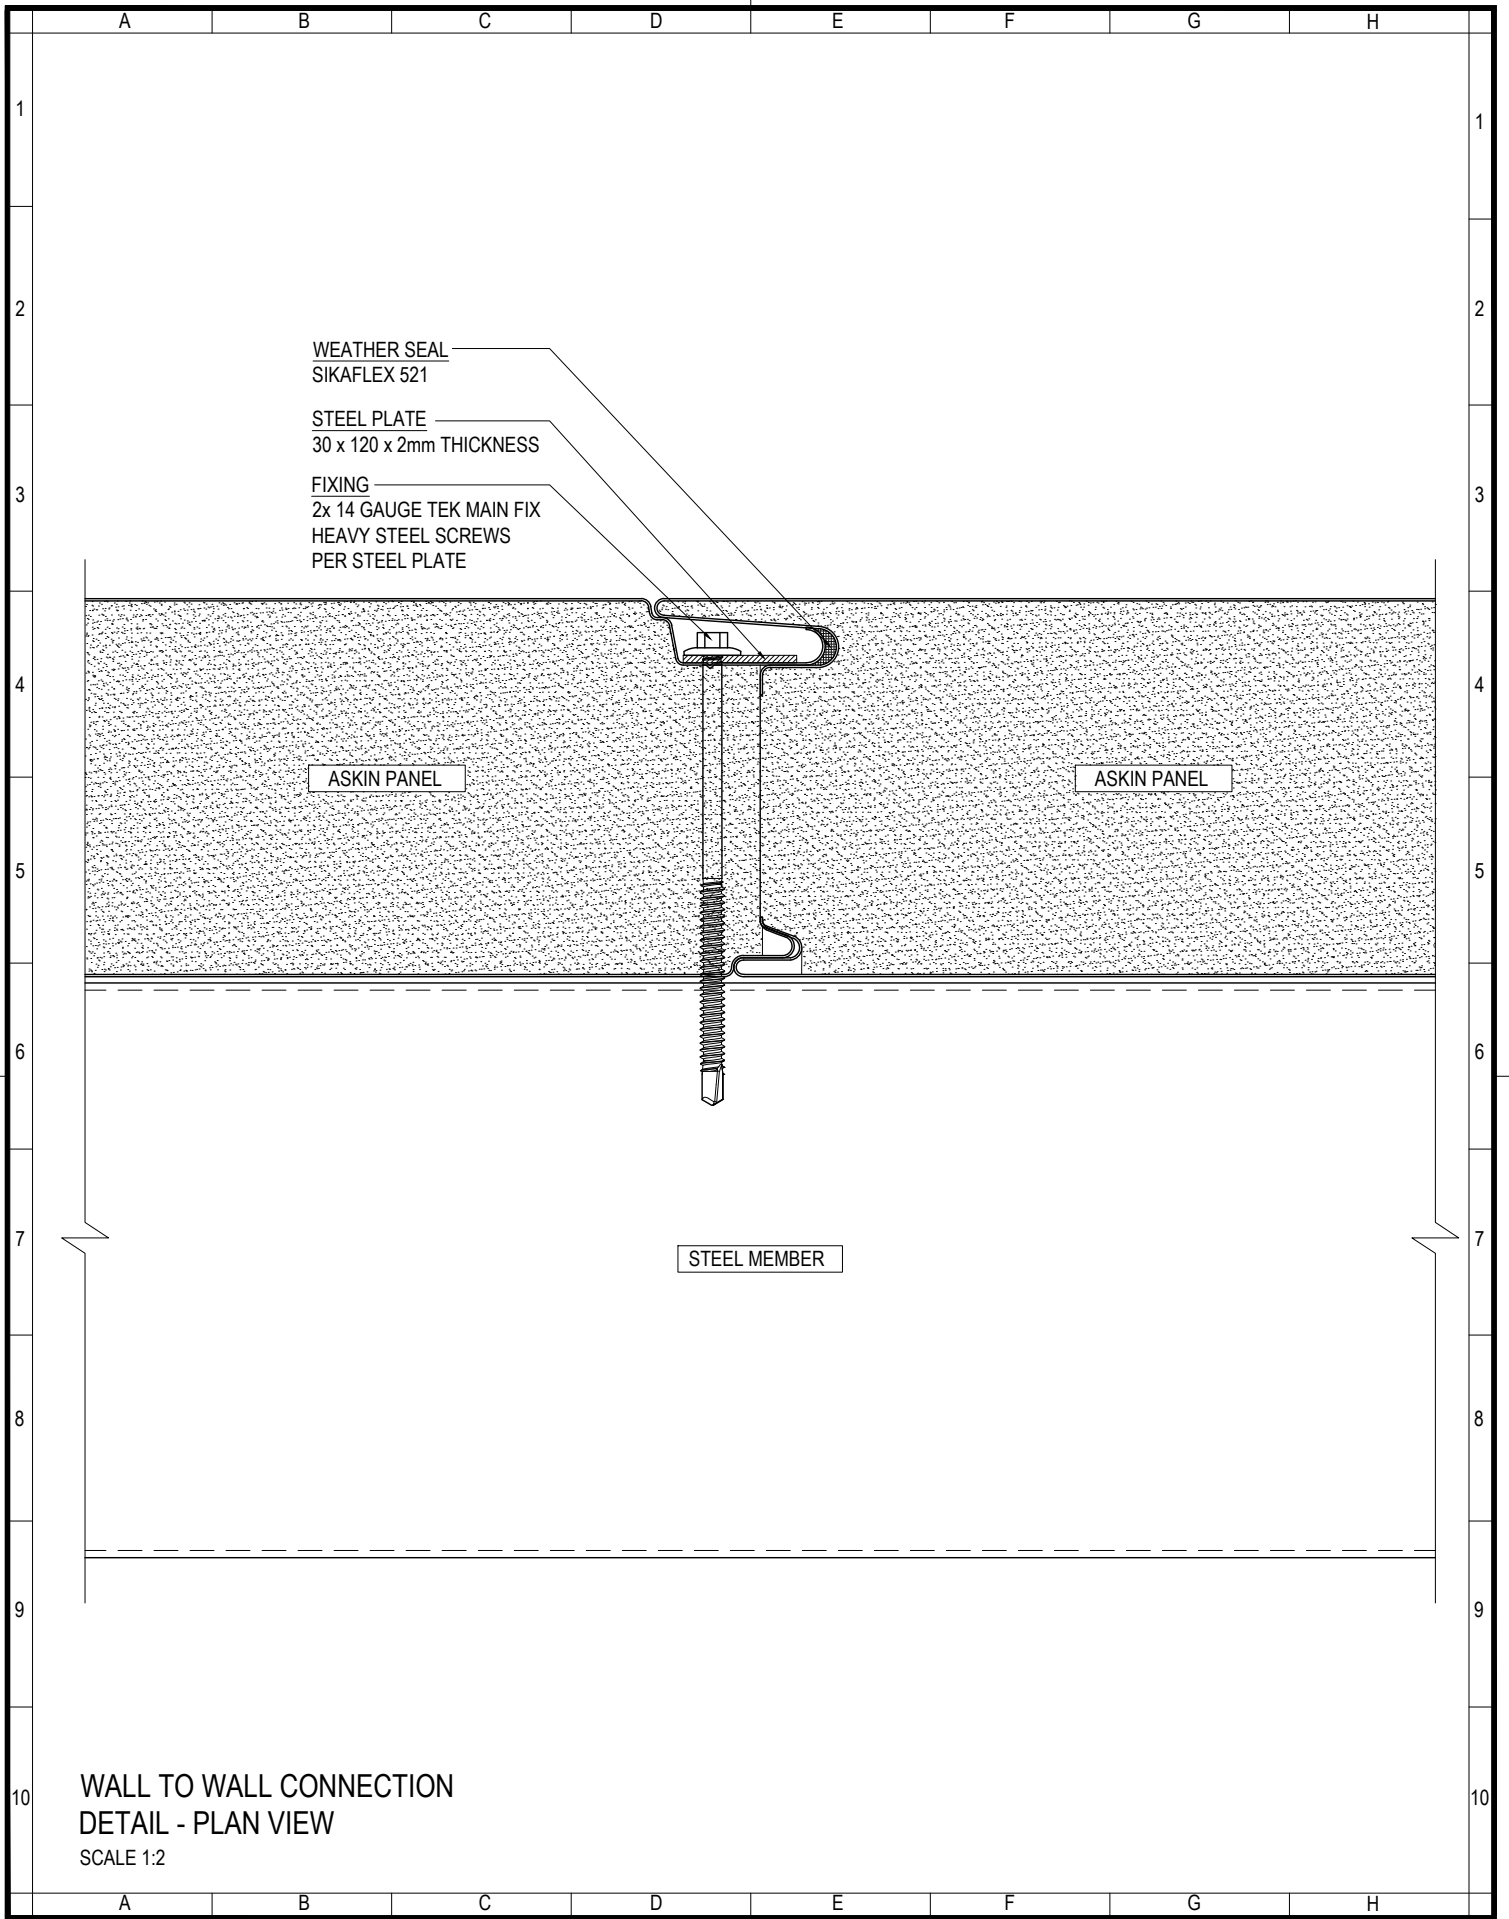 A B C D E F G H
1 1
2 2
WEATHER SEAL
SIKAFLEX 521
STEEL PLATE
30 x 120 x 2mm THICKNESS
3 3
FIXING
2x 14 GAUGE TEK MAIN FIX
HEAVY STEEL SCREWS
PER STEEL PLATE
4 4
ASKIN PANEL ASKIN PANEL
5 5
6 6
7 7
STEEL MEMBER
8 8
9 9
10 10
WALL TO WALL CONNECTION
DETAIL - PLAN VIEW
SCALE 1:2
A B C D E F G H